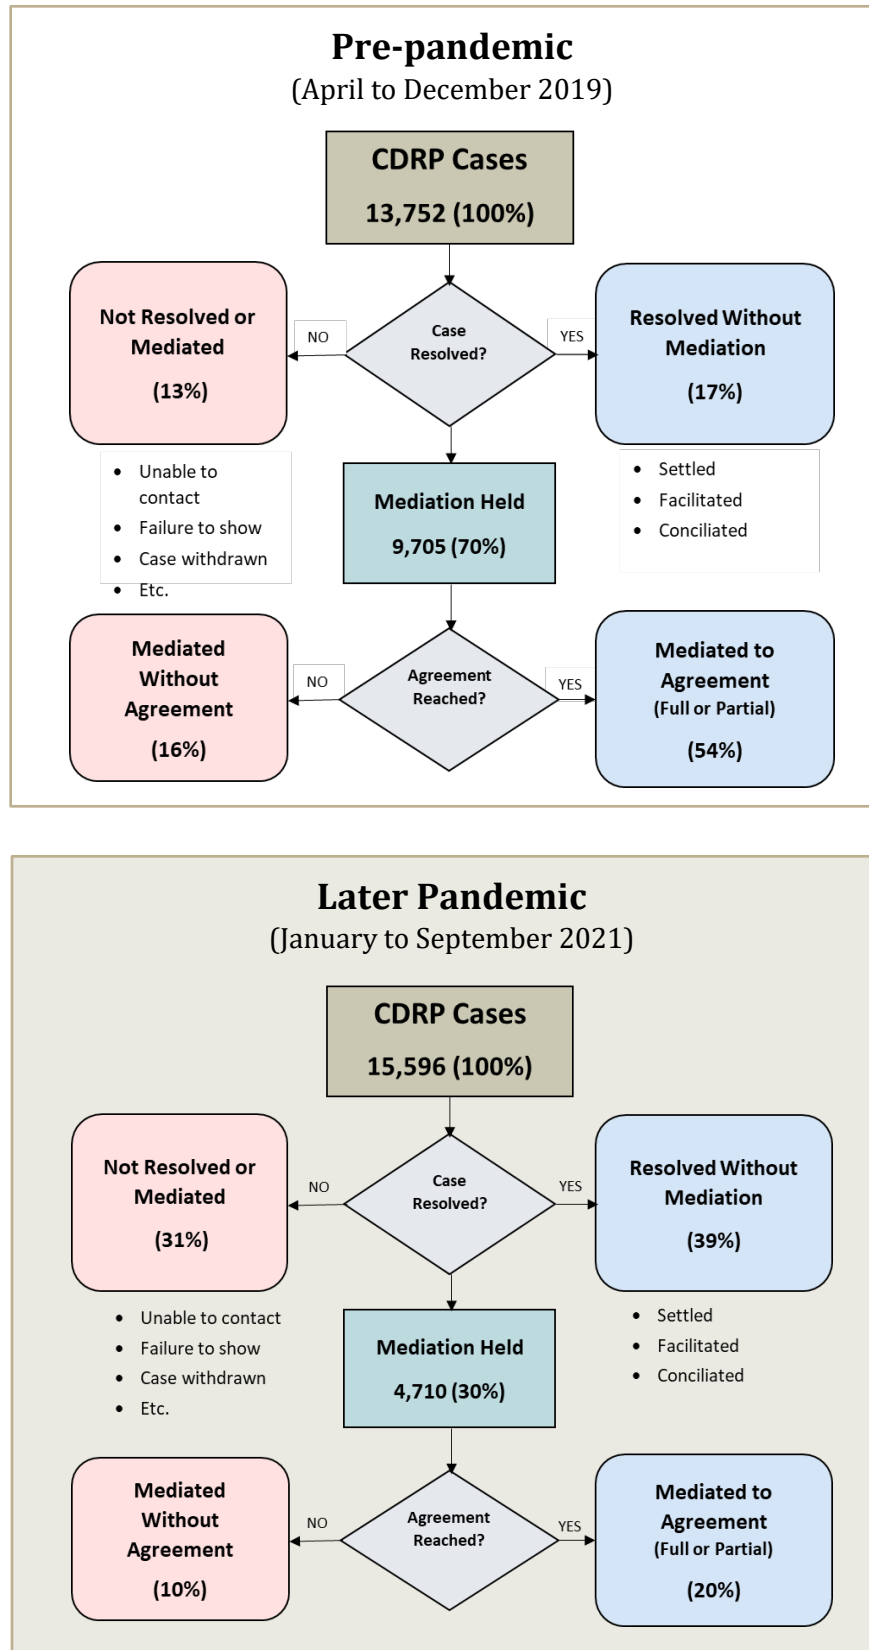 Pre-pandemic
(April to December 2019)
CDRP Cases
13,752 (100%)
Not Resolved or
Mediated
(13%)
NO
Case
Resolved?
YES
Resolved Without
Mediation
(17%)
• Unable to
contact
• Failure to show
• Case withdrawn
• Etc.
Mediation Held
9,705 (70%)
• Settled
• Facilitated
• Conciliated
Mediated
Without
Agreement
(16%)
NO
Agreement
Reached?
YES
Mediated to
Agreement
(Full or Partial)
(54%)
Later Pandemic
(January to September 2021)
CDRP Cases
15,596 (100%)
Not Resolved or
Mediated
(31%)
NO
Case
Resolved?
YES
Resolved Without
Mediation
(39%)
• Unable to contact
• Failure to show
• Case withdrawn
• Etc.
Mediation Held
4,710 (30%)
• Settled
• Facilitated
• Conciliated
Mediated
Without
Agreement
(10%)
NO
Agreement
Reached?
YES
Mediated to
Agreement
(Full or Partial)
(20%)